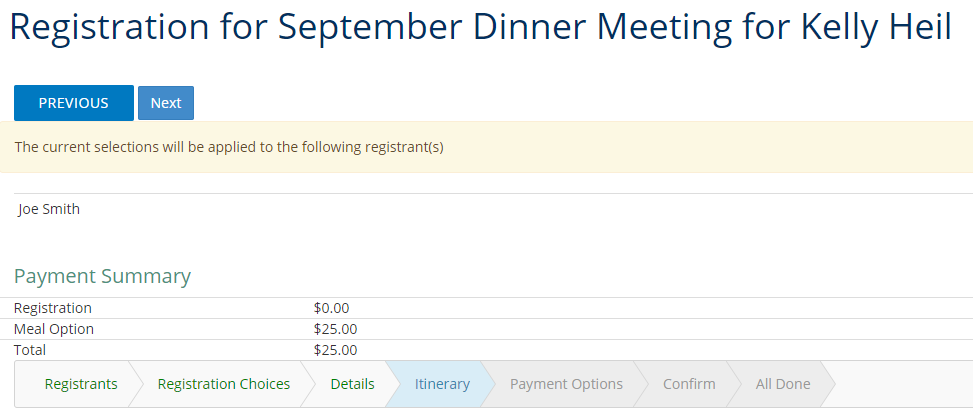 Registration for September Dinner Meeting for Kelly Heil
PREVIOUS Next
The current selections will be applied to the following registrant(s)
Joe Smith
Payment Summary
Registration $0.00
Meal Option $25.00
Total $25.00
Registrants Registration Choices Details Itinerary Payment Options Confirm All Done